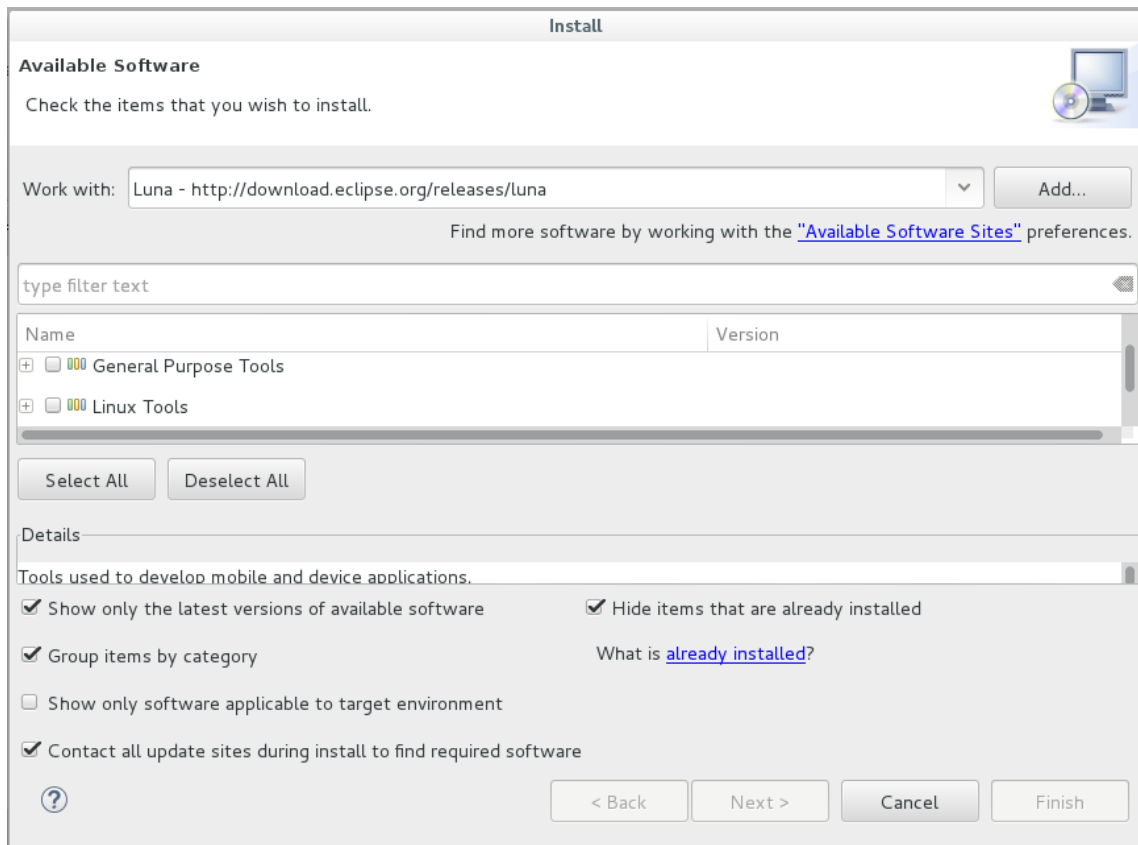 Install
Available Software
Check the items that you wish to install.
Work with: Luna - http://download.eclipse.org/releases/luna Add...
Find more software by working with the "Available Software Sites" preferences.
type filter text
Name Version
General Purpose Tools
Linux Tools
Select All Deselect All
Details
Tools used to develop mobile and device applications.
Show only the latest versions of available software Hide items that are already installed
Group items by category What is already installed?
Show only software applicable to target environment
Contact all update sites during install to find required software
? < Back Next > Cancel Finish